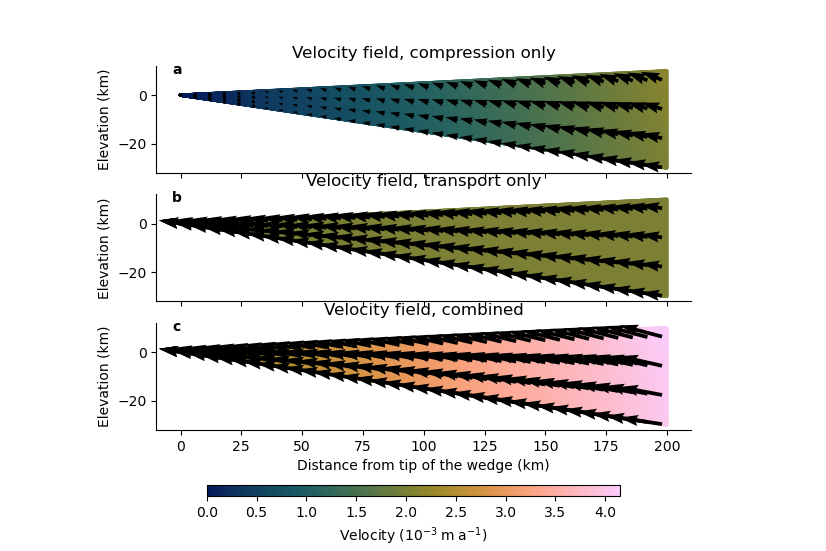 Velocity field, compression only
a
Elevation (km)
0
−20
Velocity field, transport only
b
Elevation (km)
0
−20
Velocity field, combined
c
Elevation (km)
0
−20
0 25 50 75 100 125 150 175 200
Distance from tip of the wedge (km)
0.0 0.5 1.0 1.5 2.0 2.5 3.0 3.5 4.0
Velocity (10⁻³ m a⁻¹)